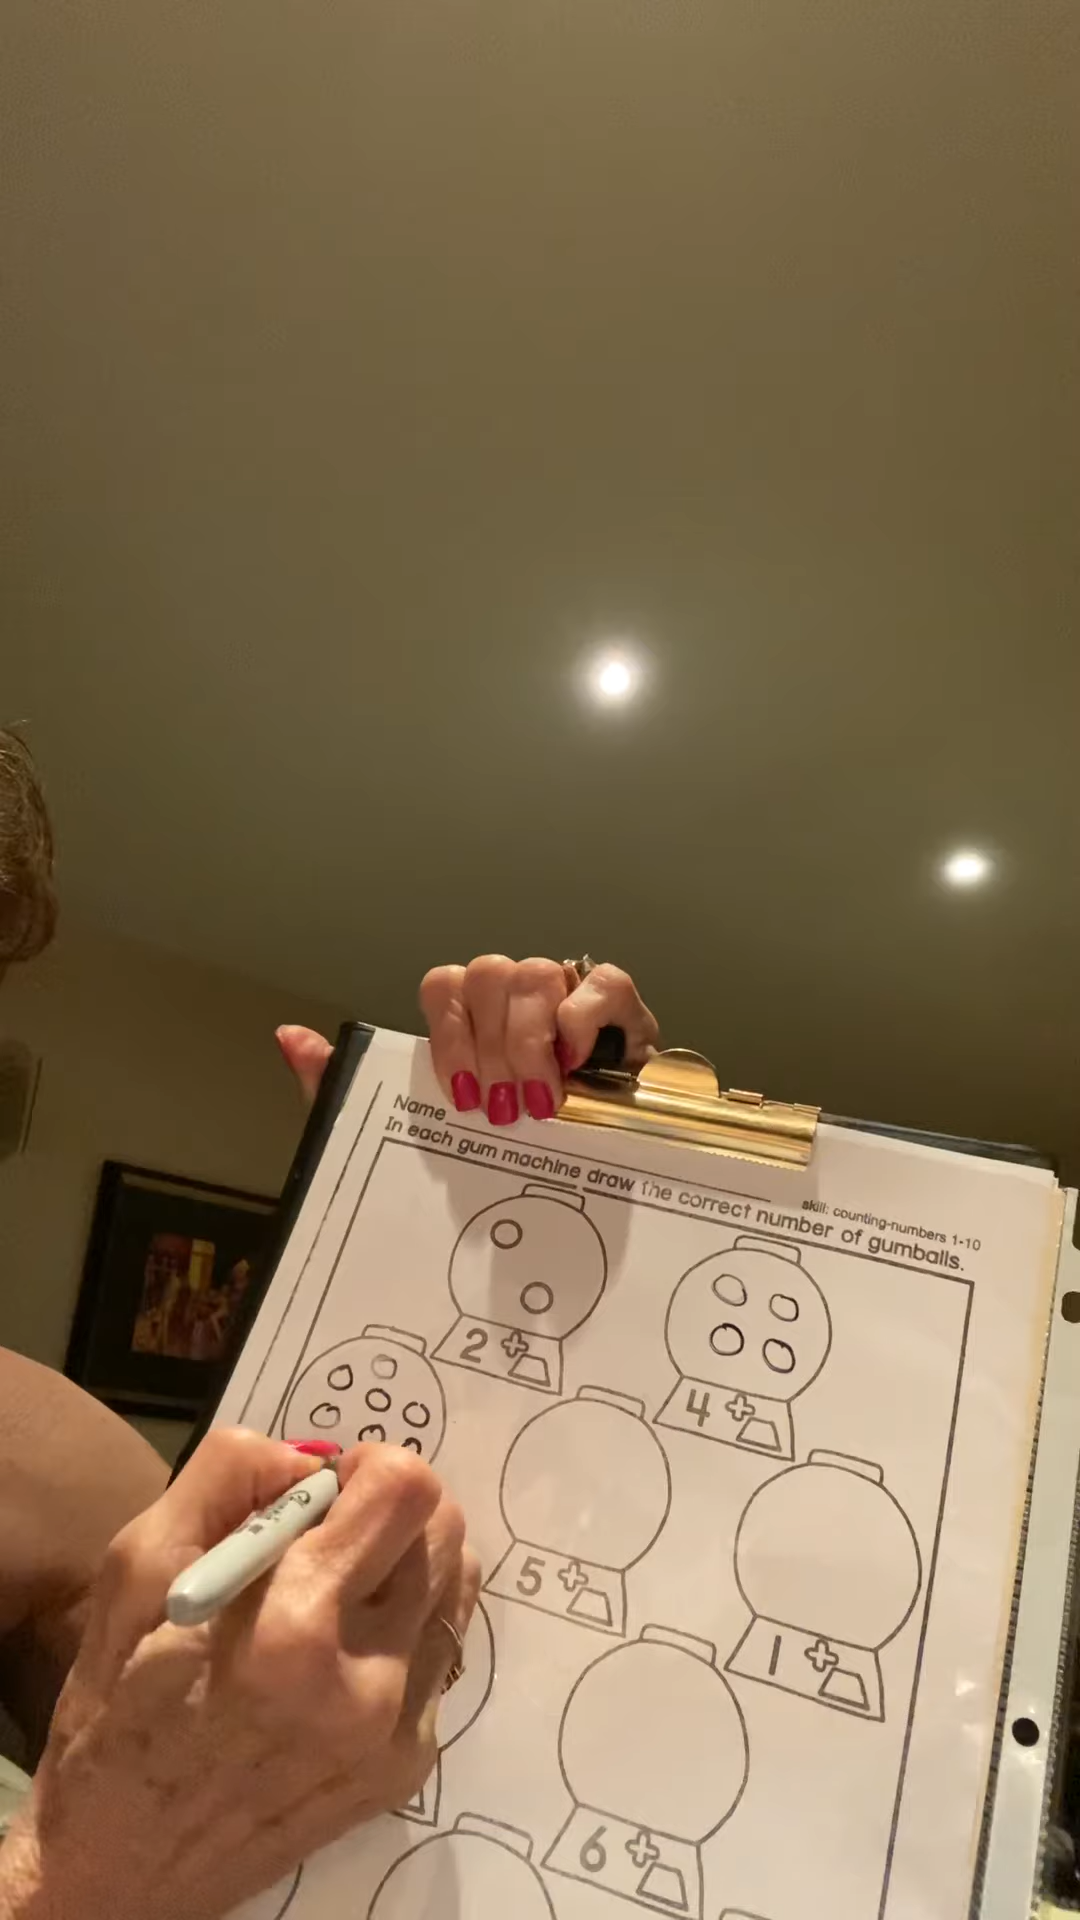 Name
In each gum machine draw the correct number of gumballs.
skill: counting-numbers 1-10
2
4
5
1
6